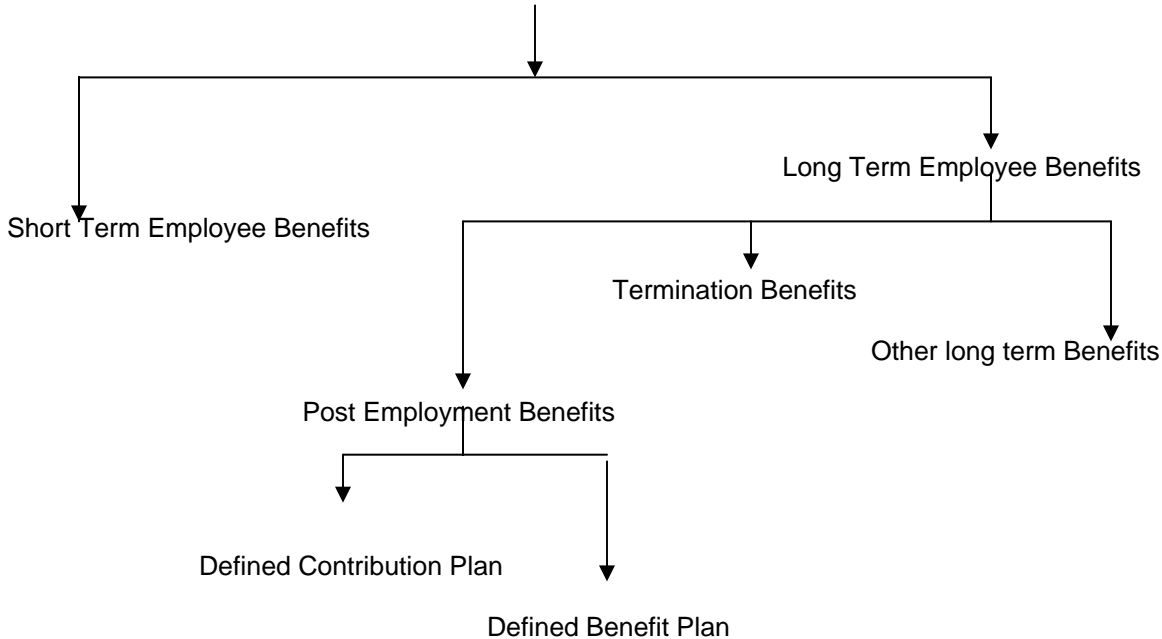 Long Term Employee Benefits
Short Term Employee Benefits
Termination Benefits
Other long term Benefits
Post Employment Benefits
Defined Contribution Plan
Defined Benefit Plan